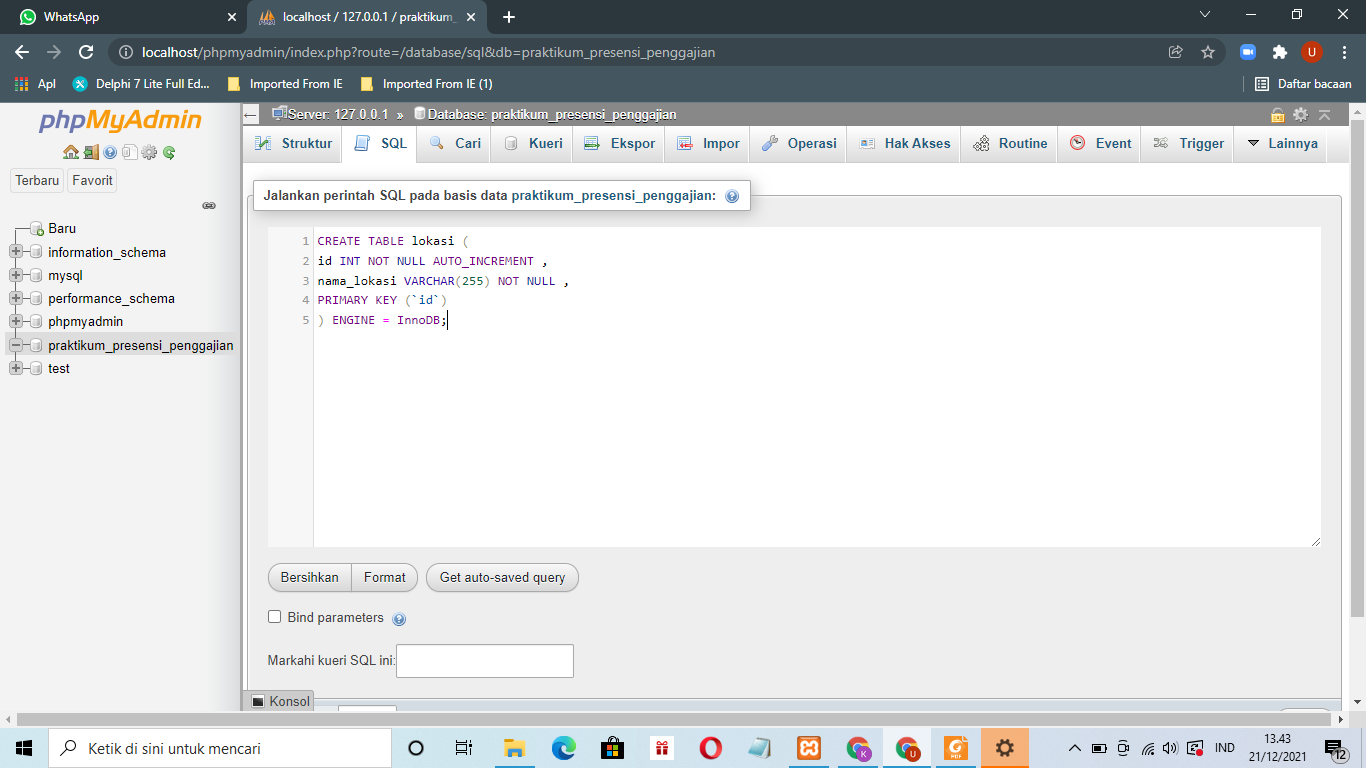 WhatsApp
localhost / 127.0.0.1 / praktikum_
localhost/phpmyadmin/index.php?route=/database/sql&db=praktikum_presensi_penggajian
U
Apl
Delphi 7 Lite Full Ed...
Imported From IE
Imported From IE (1)
Daftar bacaan
phpMyAdmin
Terbaru
Favorit
Baru
information_schema
mysql
performance_schema
phpmyadmin
praktikum_presensi_penggajian
test
Server: 127.0.0.1 » Database: praktikum_presensi_penggajian
Struktur
SQL
Cari
Kueri
Ekspor
Impor
Operasi
Hak Akses
Routine
Event
Trigger
Lainnya
Jalankan perintah SQL pada basis data praktikum_presensi_penggajian:
1 CREATE TABLE lokasi (
2 id INT NOT NULL AUTO_INCREMENT ,
3 nama_lokasi VARCHAR(255) NOT NULL ,
4 PRIMARY KEY (`id`)
5 ) ENGINE = InnoDB;
Bersihkan
Format
Get auto-saved query
Bind parameters
Markahi kueri SQL ini:
Konsol
Ketik di sini untuk mencari
K
U
PDF
IND
13.43
21/12/2021
12